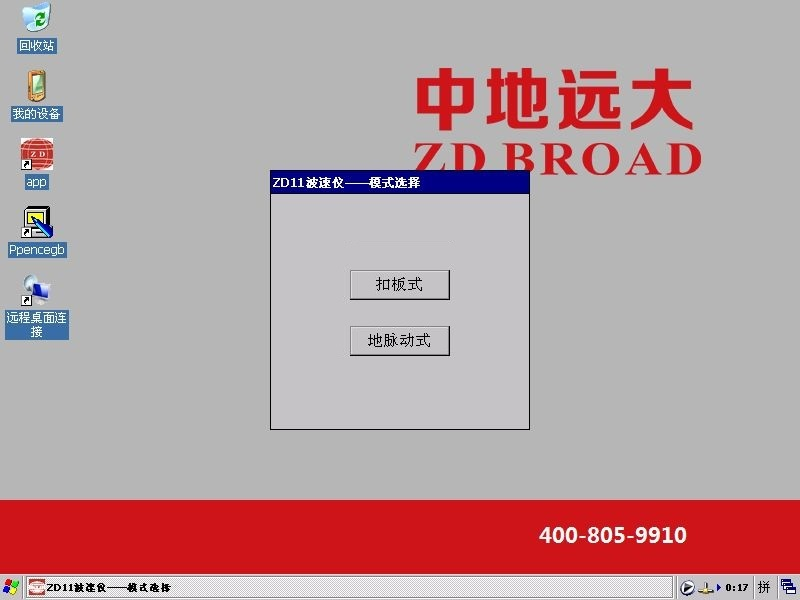 回收站
我的设备
ZD
app
Ppencegb
远程桌面连
接
中地远大
ZD BROAD
ZD11波速仪——模式选择
扣板式
地脉动式
400-805-9910
ZD11波速仪——模式选择
0:17
拼